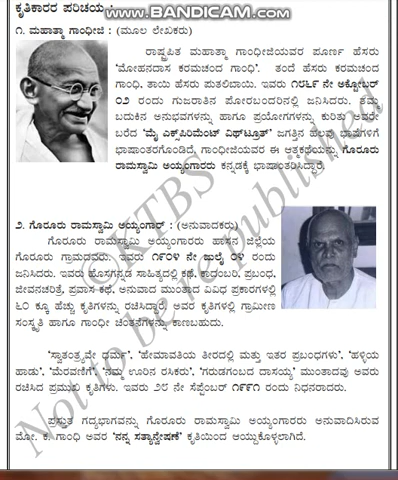 ಕೃತಿಕಾರರ ಪರಿಚಯ :
www.BANDICAM.com
೧. ಮಹಾತ್ಮಾ ಗಾಂಧೀಜಿ : (ಮೂಲ ಲೇಖಕರು)
ರಾಷ್ಟ್ರಪಿತ ಮಹಾತ್ಮಾ ಗಾಂಧೀಜಿಯವರ ಪೂರ್ಣ ಹೆಸರು
'ಮೋಹನದಾಸ ಕರಮಚಂದ ಗಾಂಧಿ'. ತಂದೆ ಹೆಸರು ಕರಮಚಂದ
ಗಾಂಧಿ, ತಾಯಿ ಹೆಸರು ಪುತಲಿಬಾಯಿ. ಇವರು ೧೮೬೯ ನೇ ಅಕ್ಟೋಬರ್
೦೨ ರಂದು ಗುಜರಾತಿನ ಪೋರಬಂದರಿನಲ್ಲಿ ಜನಿಸಿದರು. ತಮ್ಮ
ಬದುಕಿನ ಅನುಭವಗಳನ್ನು ಹಾಗೂ ಪ್ರಯೋಗಗಳನ್ನು ಕುರಿತು ಅವರೇ
ಬರೆದ 'ಮೈ ಎಕ್ಸ್‌ಪಿರಿಮೆಂಟ್ ವಿಥ್‌ಟ್ರೂತ್' ಜಗತ್ತಿನ ಹಲವು ಭಾಷೆಗಳಿಗೆ
ಭಾಷಾಂತರಗೊಂಡಿದೆ. ಗಾಂಧೀಜಿಯವರ ಈ ಆತ್ಮಕಥೆಯನ್ನು ಗೊರೂರು
ರಾಮಸ್ವಾಮಿ ಅಯ್ಯಂಗಾರರು ಕನ್ನಡಕ್ಕೆ ಭಾಷಾಂತರಿಸಿದ್ದಾರೆ.
೨. ಗೊರೂರು ರಾಮಸ್ವಾಮಿ ಅಯ್ಯಂಗಾರ್ : (ಅನುವಾದಕರು)
ಗೊರೂರು ರಾಮಸ್ವಾಮಿ ಅಯ್ಯಂಗಾರರು ಹಾಸನ ಜಿಲ್ಲೆಯ
ಗೊರೂರು ಗ್ರಾಮದವರು. ಇವರು ೧೯೦೪ ನೇ ಜುಲೈ ೦೪ ರಂದು
ಜನಿಸಿದರು. ಇವರು ಹೊಸಗನ್ನಡ ಸಾಹಿತ್ಯದಲ್ಲಿ ಕಥೆ, ಕಾದಂಬರಿ, ಪ್ರಬಂಧ,
ಜೀವನಚರಿತ್ರೆ, ಪ್ರವಾಸ ಕಥೆ, ಅನುವಾದ ಮುಂತಾದ ವಿವಿಧ ಪ್ರಕಾರಗಳಲ್ಲಿ
೬೦ ಕ್ಕೂ ಹೆಚ್ಚು ಕೃತಿಗಳನ್ನು ರಚಿಸಿದ್ದಾರೆ. ಅವರ ಕೃತಿಗಳಲ್ಲಿ ಗ್ರಾಮೀಣ
ಸಂಸ್ಕೃತಿ ಹಾಗೂ ಗಾಂಧೀ ಚಿಂತನೆಗಳನ್ನು ಕಾಣಬಹುದು.
'ಸ್ವಾತಂತ್ರ್ಯವೇ ಧರ್ಮ', 'ಹೇಮಾವತಿಯ ತೀರದಲ್ಲಿ ಮತ್ತು ಇತರ ಪ್ರಬಂಧಗಳು', 'ಹಳ್ಳಿಯ
ಹಾಡು', 'ಮೆರವಣಿಗೆ', 'ನಮ್ಮ ಊರಿನ ರಸಿಕರು', 'ಗರುಡಗಂಬದ ದಾಸಯ್ಯ' ಮುಂತಾದವು ಅವರು
ರಚಿಸಿದ ಪ್ರಮುಖ ಕೃತಿಗಳು. ಇವರು ೨೮ ನೇ ಸೆಪ್ಟೆಂಬರ್ ೧೯೯೧ ರಂದು ನಿಧನರಾದರು.
ಪ್ರಸ್ತುತ ಗದ್ಯಭಾಗವನ್ನು ಗೊರೂರು ರಾಮಸ್ವಾಮಿ ಅಯ್ಯಂಗಾರರು ಅನುವಾದಿಸಿರುವ
ಮೋ. ಕ. ಗಾಂಧಿ ಅವರ 'ನನ್ನ ಸತ್ಯಾನ್ವೇಷಣೆ' ಕೃತಿಯಿಂದ ಆಯ್ದುಕೊಳ್ಳಲಾಗಿದೆ.
©KTBS
Not to be republished